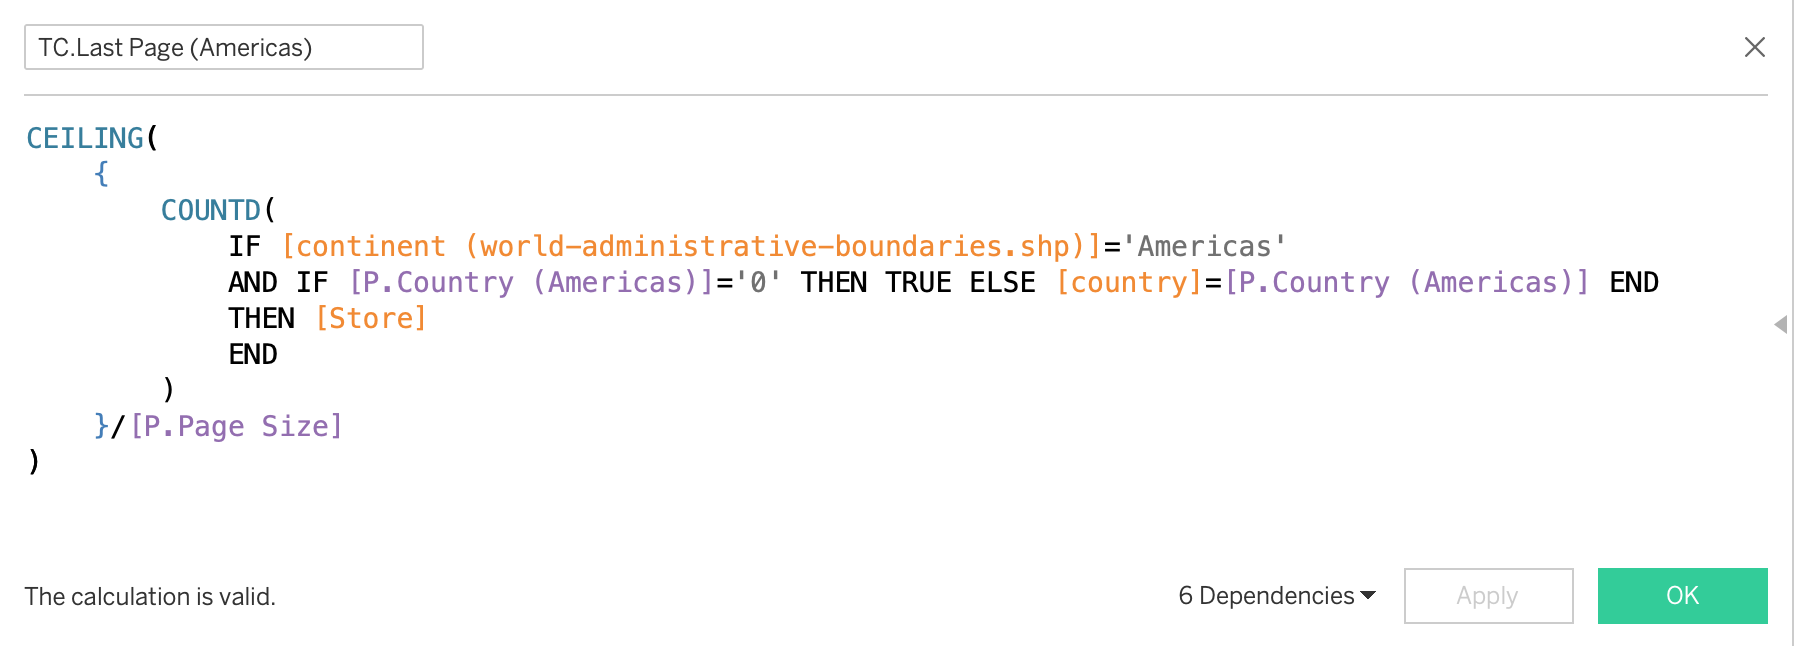 TC.Last Page (Americas)
CEILING(
{
COUNTD(
IF [continent (world-administrative-boundaries.shp)]='Americas'
AND IF [P.Country (Americas)]='0' THEN TRUE ELSE [country]=[P.Country (Americas)] END
THEN [Store]
END
)
}/[P.Page Size]
)
The calculation is valid.
6 Dependencies
Apply
OK